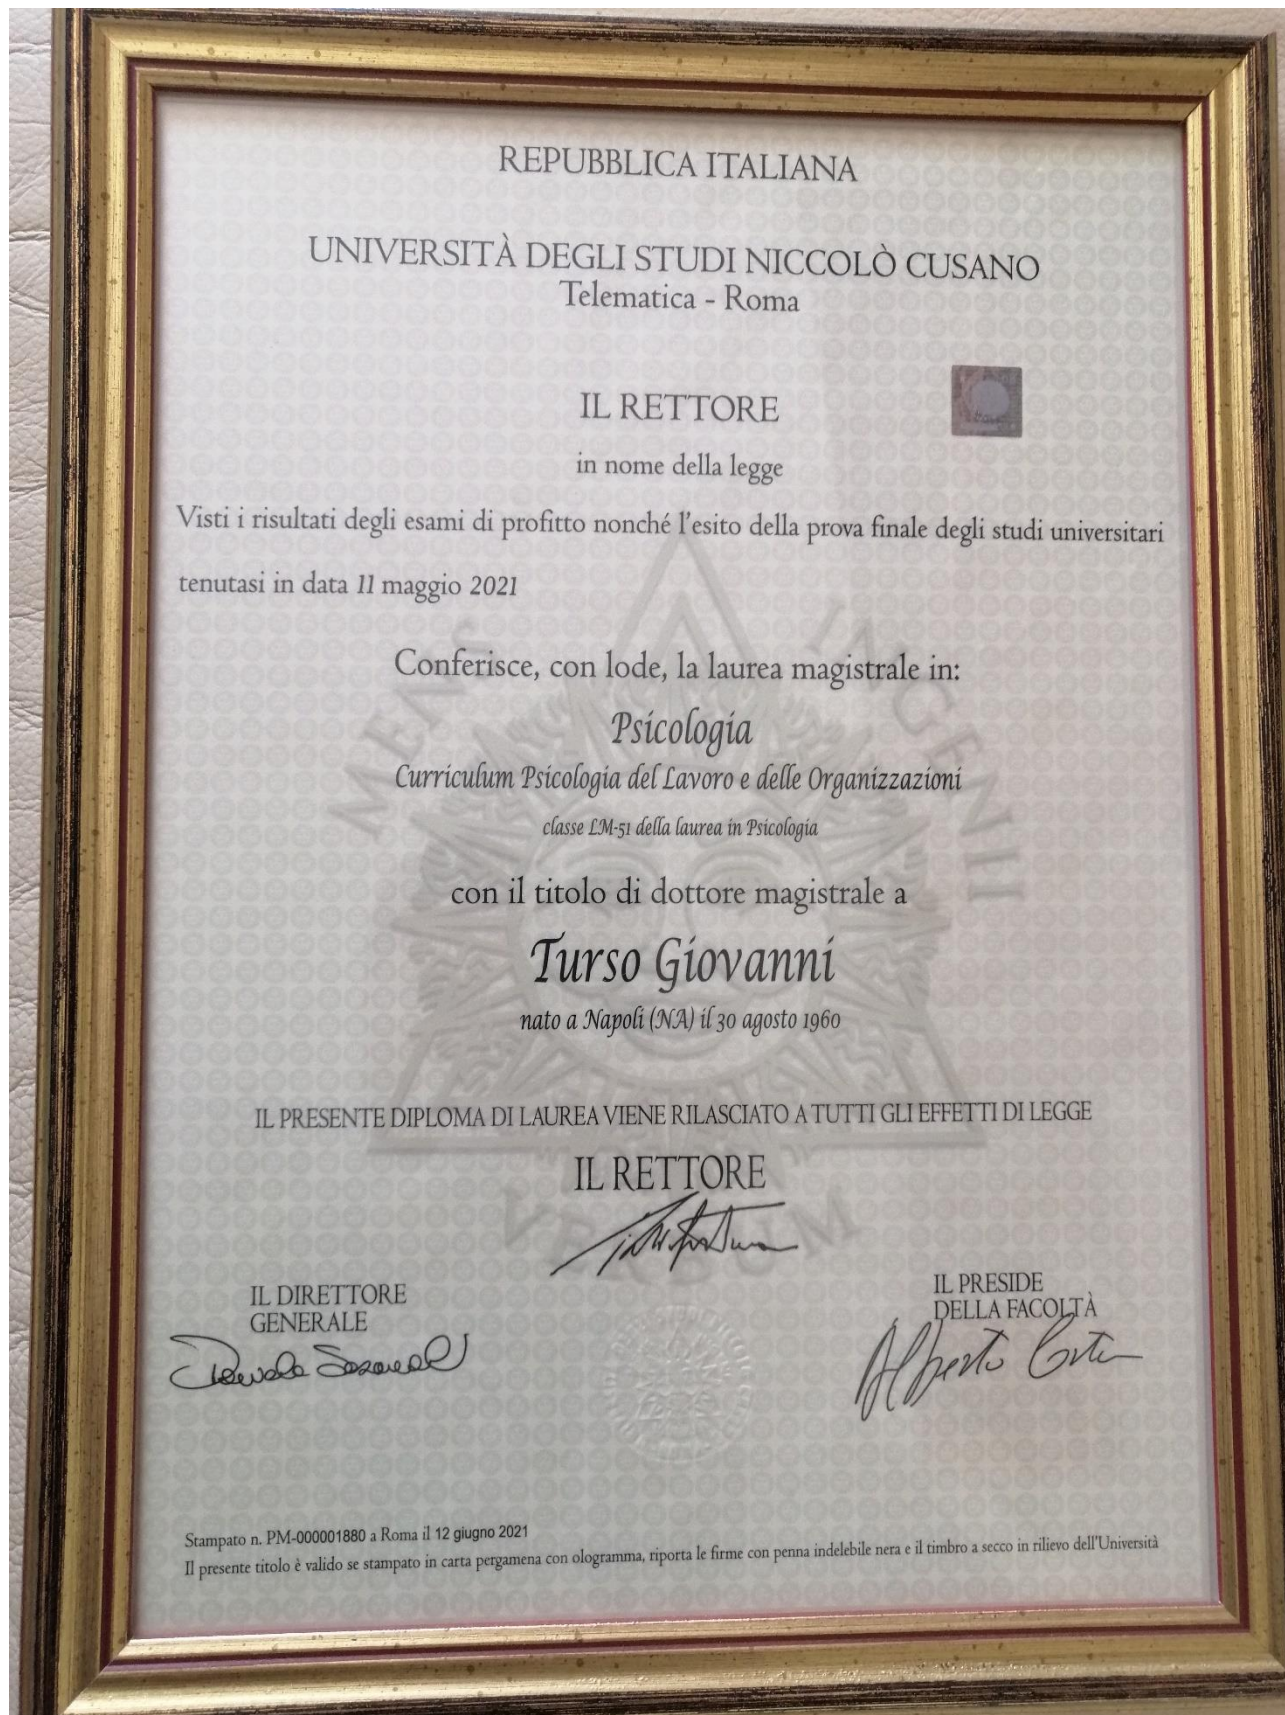 REPUBBLICA ITALIANA
UNIVERSITÀ DEGLI STUDI NICCOLÒ CUSANO
Telematica - Roma
IL RETTORE
in nome della legge
Visti i risultati degli esami di profitto nonché l'esito della prova finale degli studi universitari
tenutasi in data 11 maggio 2021
Conferisce, con lode, la laurea magistrale in:
Psicologia
Curriculum Psicologia del Lavoro e delle Organizzazioni
classe LM-51 della laurea in Psicologia
con il titolo di dottore magistrale a
Turso Giovanni
nato a Napoli (NA) il 30 agosto 1960
IL PRESENTE DIPLOMA DI LAUREA VIENE RILASCIATO A TUTTI GLI EFFETTI DI LEGGE
IL RETTORE
IL DIRETTORE
GENERALE
IL PRESIDE
DELLA FACOLTÀ
Alberto
Stampato n. PM-000001880 a Roma il 12 giugno 2021
Il presente titolo è valido se stampato in carta pergamena con ologramma, riporta le firme con penna indelebile nera e il timbro a secco in rilievo dell'Università
MENS
INGENII